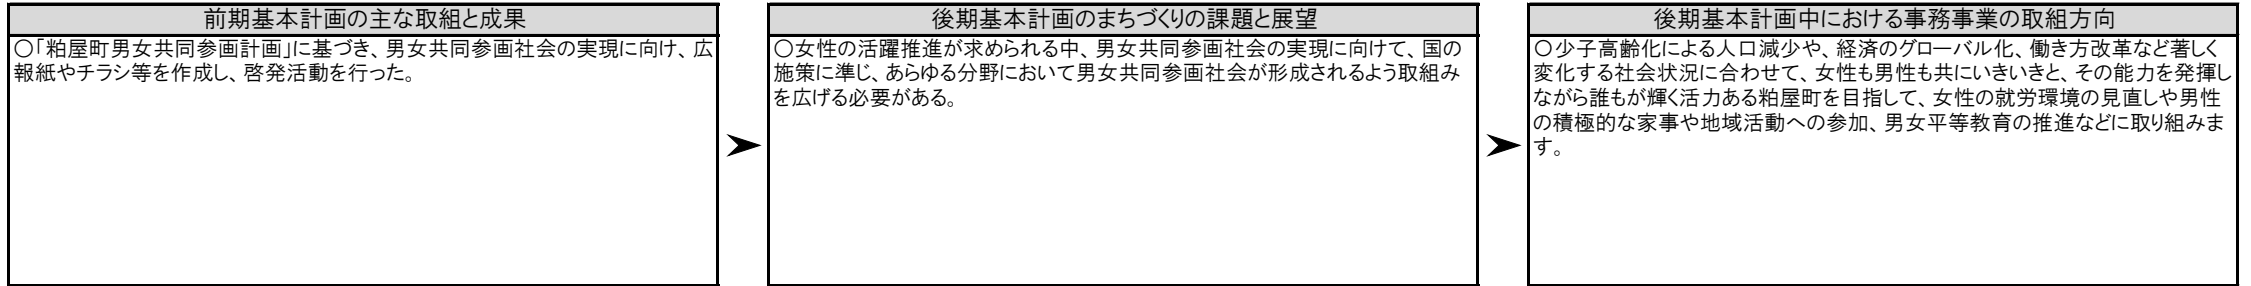 前期基本計画の主な取組と成果
〇「粕屋町男女共同参画計画」に基づき、男女共同参画社会の実現に向け、広
報紙やチラシ等を作成し、啓発活動を行った。
後期基本計画のまちづくりの課題と展望
〇女性の活躍推進が求められる中、男女共同参画社会の実現に向けて、国の
施策に準じ、あらゆる分野において男女共同参画社会が形成されるよう取組み
を広げる必要がある。
後期基本計画中における事務事業の取組方向
〇少子高齢化による人口減少や、経済のグローバル化、働き方改革など著しく
変化する社会状況に合わせて、女性も男性も共にいきいきと、その能力を発揮し
ながら誰もが輝く活力ある粕屋町を目指して、女性の就労環境の見直しや男性
の積極的な家事や地域活動への参加、男女平等教育の推進などに取り組みま
す。